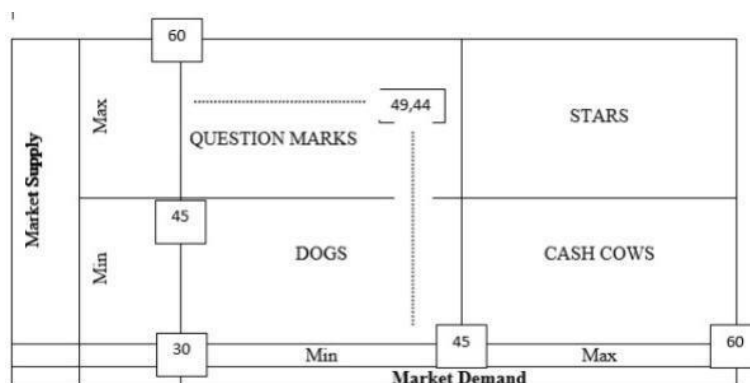 60
Max
49,44
STARS
QUESTION MARKS
Market Supply
45
Min
DOGS
CASH COWS
30
Min
45
Max
60
Market Demand